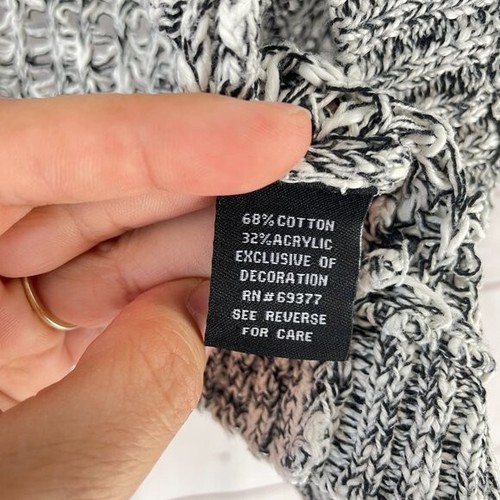 68% COTTON
32% ACRYLIC
EXCLUSIVE OF
DECORATION
RN# 69377
SEE REVERSE
FOR CARE